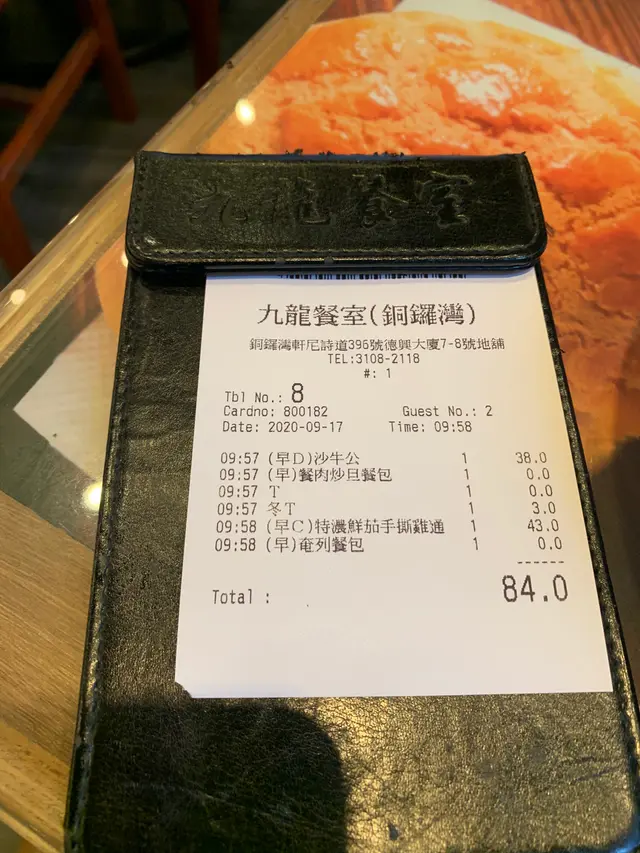 九龍餐室
九龍餐室(銅鑼灣)
銅鑼灣軒尼詩道396號德興大廈7-8號地舖
TEL:3108-2118
#: 1
Tbl No.: 8
Cardno: 800182 Guest No.: 2
Date: 2020-09-17 Time: 09:58
09:57 (早D)沙牛公 1 38.0
09:57 (早)餐肉炒旦餐包 1 0.0
09:57 T 1 0.0
09:57 冬T 1 3.0
09:58 (早C)特濃鮮茄手撕雞通 1 43.0
09:58 (早)奄列餐包 1 0.0
------
Total : 84.0